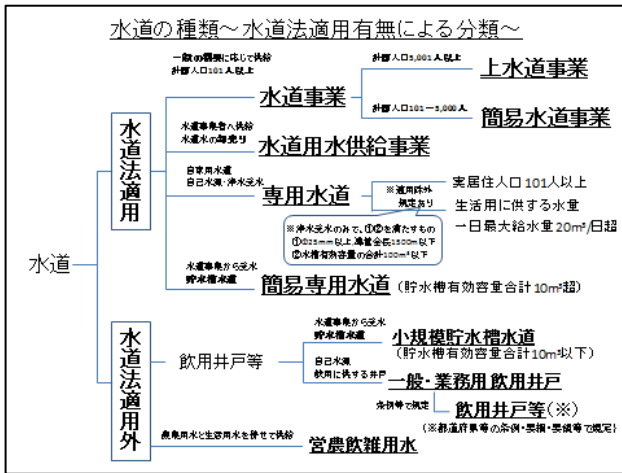 水道の種類～水道法適用有無による分類～
一般の需要に応じて供給
計画人口101人以上
水道事業
計画人口5,001人以上
上水道事業
計画人口101－5,000人
簡易水道事業
水道法適用
水道事業者へ供給
水道水の卸売り
水道用水供給事業
自家用水道
自己水源・浄水受水
専用水道
※適用除外
規定あり
実居住人口101人以上
生活用に供する水量
一日最大給水量20m³/日超
※浄水受水のみで、①②を満たすもの
①Φ25mm以上,導管全長1500m以下
②水槽有効容量の合計100m³以下
水道
水道事業から受水
貯水槽水道
簡易専用水道(貯水槽有効容量合計10m³超)
水道法適用外
飲用井戸等
水道事業から受水
貯水槽水道
小規模貯水槽水道
(貯水槽有効容量合計10m³以下)
自己水源
飲用に供する井戸
一般・業務用飲用井戸
条例等で規定
飲用井戸等(※)
(※都道府県等の条例・要綱・要領等で規定)
農業用水と生活用水を併せて供給
営農飲雑用水